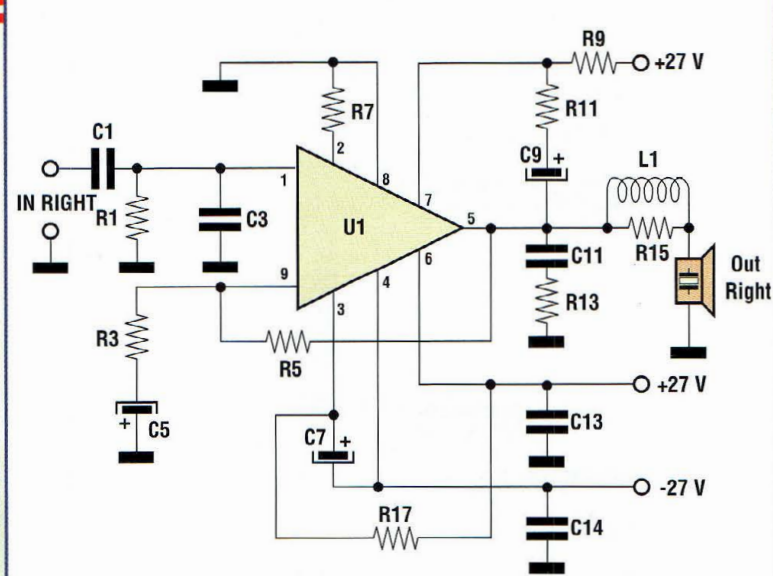 R9
+27 V
R11
R7
C1
C9
+
L1
2
8
7
1
IN RIGHT
R1
C3
U1
5
R15
C11
6
Out
Right
9
4
3
R13
R3
R5
+27 V
C7
+
C13
+
C5
-27 V
R17
C14